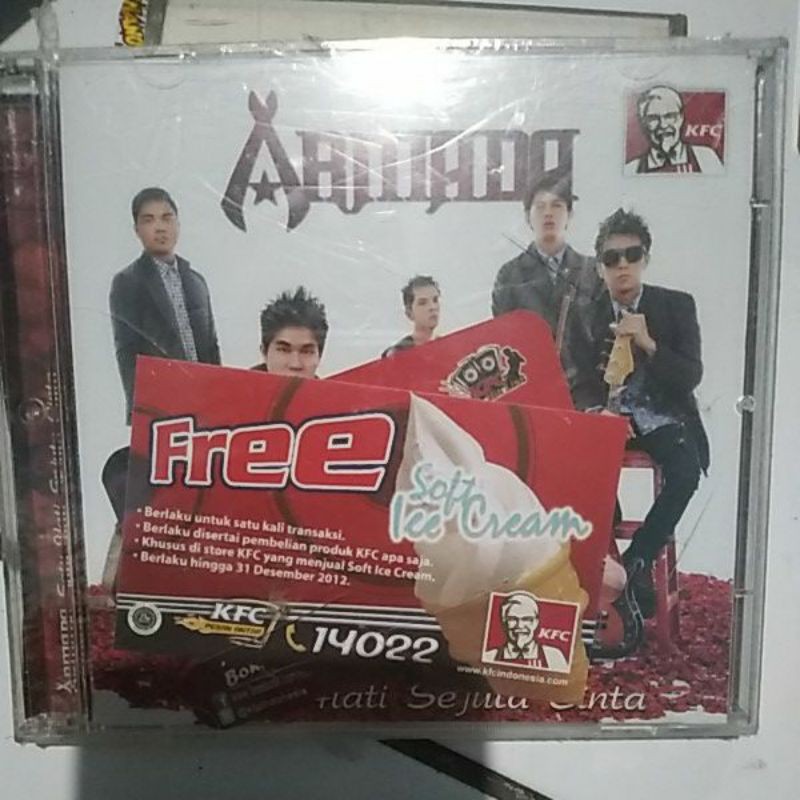 ARMADA
KFC
Free
Soft
Ice Cream
• Berlaku untuk satu kali transaksi.
• Berlaku disertai pembelian produk KFC apa saja.
• Khusus di store KFC yang menjual Soft Ice Cream.
• Berlaku hingga 31 Desember 2012.
KFC
14022
KFC
www.kfcindonesia.com
Hati Sejuta Cinta